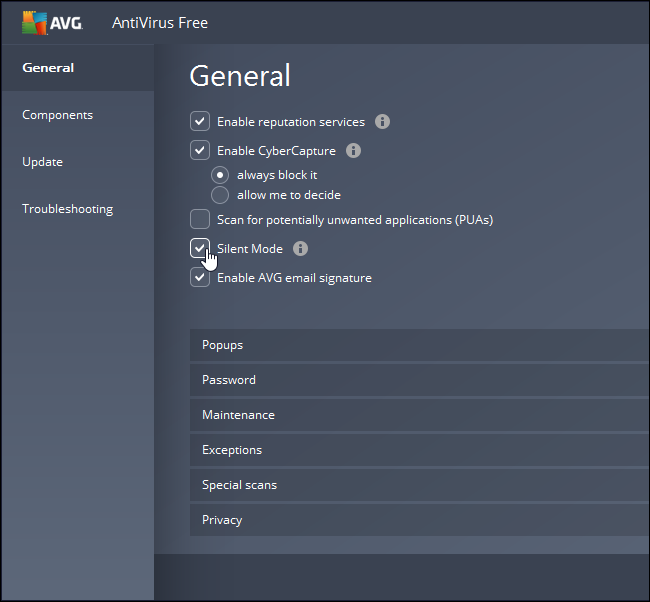 AVG AntiVirus Free
General
Components
Update
Troubleshooting
General
Enable reputation services
Enable CyberCapture
always block it
allow me to decide
Scan for potentially unwanted applications (PUAs)
Silent Mode
Enable AVG email signature
Popups
Password
Maintenance
Exceptions
Special scans
Privacy